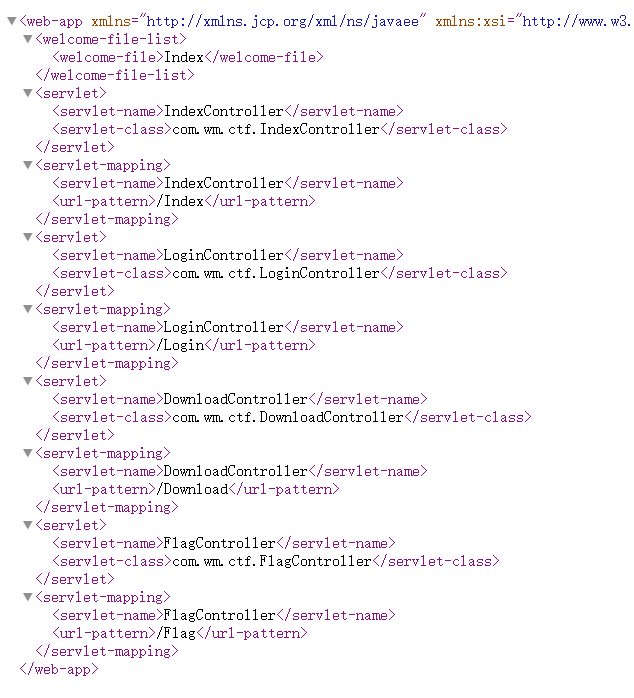 ▼<web-app xmlns="http://xmlns.jcp.org/xml/ns/javaee" xmlns:xsi="http://www.w3.
▼<welcome-file-list>
<welcome-file>Index</welcome-file>
</welcome-file-list>
▼<servlet>
<servlet-name>IndexController</servlet-name>
<servlet-class>com.wm.ctf.IndexController</servlet-class>
</servlet>
▼<servlet-mapping>
<servlet-name>IndexController</servlet-name>
<url-pattern>/Index</url-pattern>
</servlet-mapping>
▼<servlet>
<servlet-name>LoginController</servlet-name>
<servlet-class>com.wm.ctf.LoginController</servlet-class>
</servlet>
▼<servlet-mapping>
<servlet-name>LoginController</servlet-name>
<url-pattern>/Login</url-pattern>
</servlet-mapping>
▼<servlet>
<servlet-name>DownloadController</servlet-name>
<servlet-class>com.wm.ctf.DownloadController</servlet-class>
</servlet>
▼<servlet-mapping>
<servlet-name>DownloadController</servlet-name>
<url-pattern>/Download</url-pattern>
</servlet-mapping>
▼<servlet>
<servlet-name>FlagController</servlet-name>
<servlet-class>com.wm.ctf.FlagController</servlet-class>
</servlet>
▼<servlet-mapping>
<servlet-name>FlagController</servlet-name>
<url-pattern>/Flag</url-pattern>
</servlet-mapping>
</web-app>